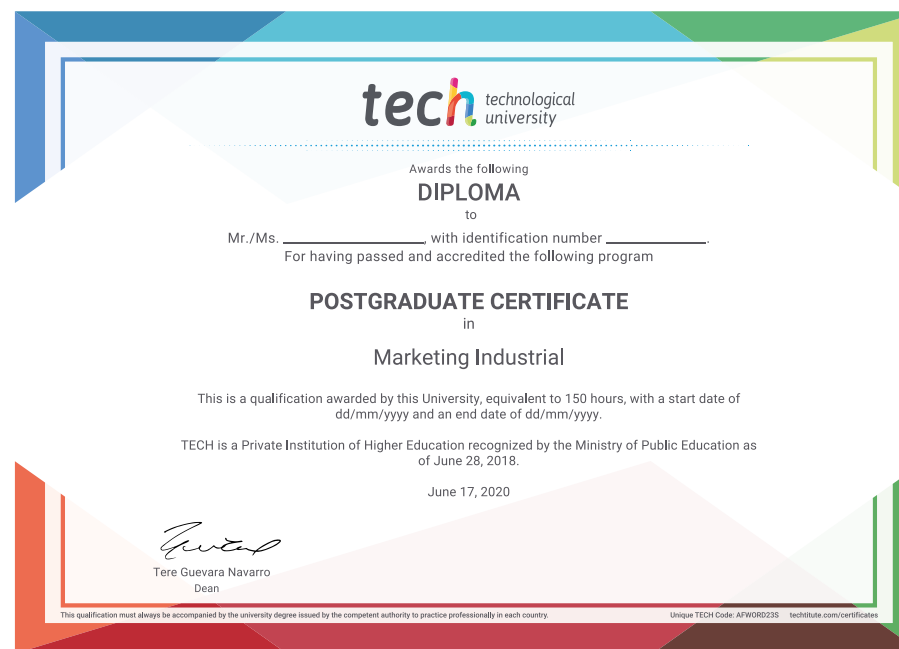 tech technological
university
Awards the following
DIPLOMA
to
Mr./Ms. ____________________, with identification number ______________.
For having passed and accredited the following program
POSTGRADUATE CERTIFICATE
in
Marketing Industrial
This is a qualification awarded by this University, equivalent to 150 hours, with a start date of
dd/mm/yyyy and an end date of dd/mm/yyyy.
TECH is a Private Institution of Higher Education recognized by the Ministry of Public Education as
of June 28, 2018.
June 17, 2020
Tere Guevara Navarro
Dean
This qualification must always be accompanied by the university degree issued by the competent authority to practice professionally in each country.
Unique TECH Code: AFWORD23S techtitute.com/certificates